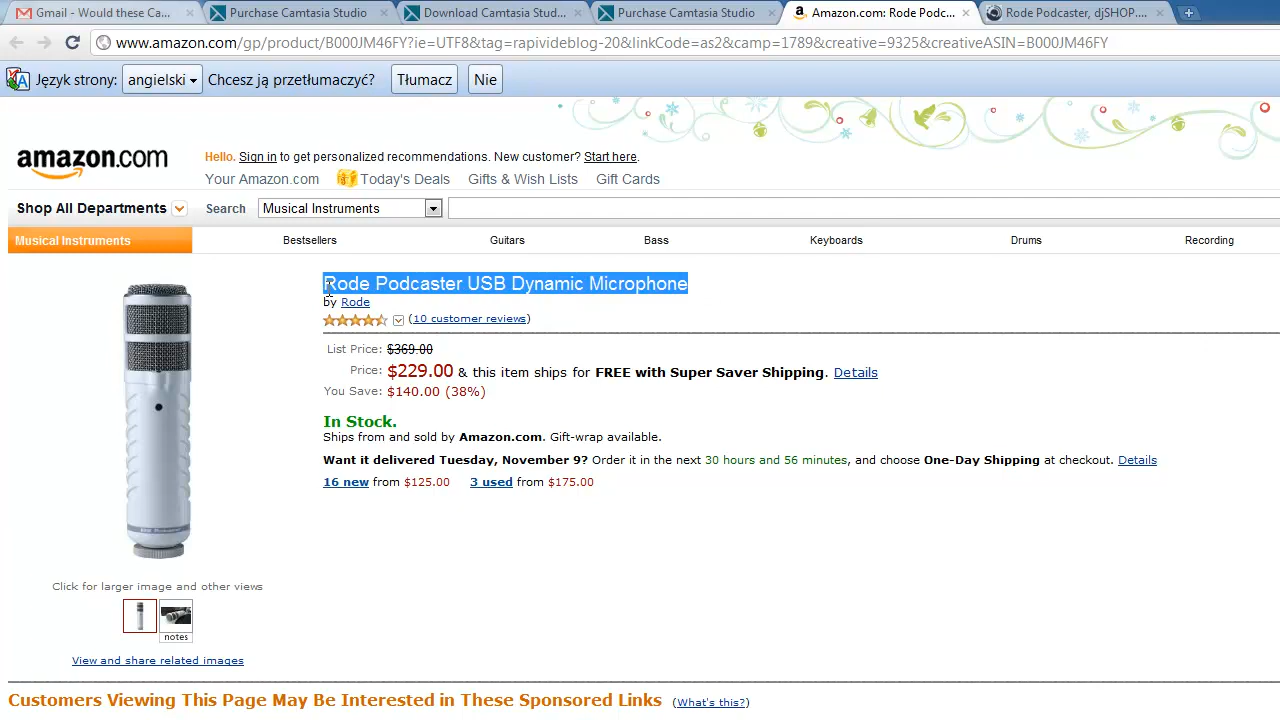 Gmail - Would these Ca...
Purchase Camtasia Studio
Download Camtasia Stud...
Purchase Camtasia Studio
Amazon.com: Rode Podc...
Rode Podcaster, djSHOP....
www.amazon.com/gp/product/B000JM46FY?ie=UTF8&tag=rapivideblog-20&linkCode=as2&camp=1789&creative=9325&creativeASIN=B000JM46FY
Język strony: angielski Chcesz ją przetłumaczyć? Tłumacz Nie
amazon.com
Hello. Sign in to get personalized recommendations. New customer? Start here.
Your Amazon.com Today's Deals Gifts & Wish Lists Gift Cards
Shop All Departments Search Musical Instruments
Musical Instruments Bestsellers Guitars Bass Keyboards Drums Recording
Rode Podcaster USB Dynamic Microphone
by Rode
(10 customer reviews)
List Price: $369.00
Price: $229.00 & this item ships for FREE with Super Saver Shipping. Details
You Save: $140.00 (38%)
In Stock.
Ships from and sold by Amazon.com. Gift-wrap available.
Want it delivered Tuesday, November 9? Order it in the next 30 hours and 56 minutes, and choose One-Day Shipping at checkout. Details
16 new from $125.00 3 used from $175.00
Click for larger image and other views
notes
View and share related images
Customers Viewing This Page May Be Interested in These Sponsored Links (What's this?)